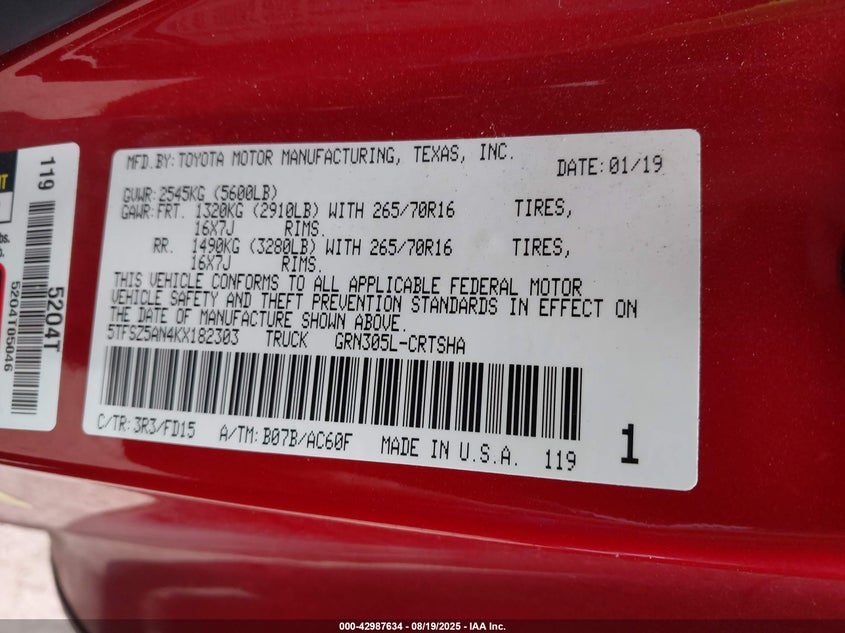 MFD.BY:TOYOTA MOTOR MANUFACTURING, TEXAS, INC. DATE:01/19
GVWR:2545KG (5600LB)
GAWR:FRT. 1320KG (2910LB) WITH 265/70R16 TIRES,
16X7J RIMS.
RR. 1490KG (3280LB) WITH 265/70R16 TIRES,
16X7J RIMS.
THIS VEHICLE CONFORMS TO ALL APPLICABLE FEDERAL MOTOR
VEHICLE SAFETY AND THEFT PREVENTION STANDARDS IN EFFECT ON
THE DATE OF MANUFACTURE SHOWN ABOVE.
5TFSZ5AN4KX182303 TRUCK GRN305L-CRTSHA
C/TR:3R3/FD15 A/TM:B07B/AC60F MADE IN U.S.A. 119 1
119
5204T
5204T05046
000-42987634 - 08/19/2025 - IAA Inc.